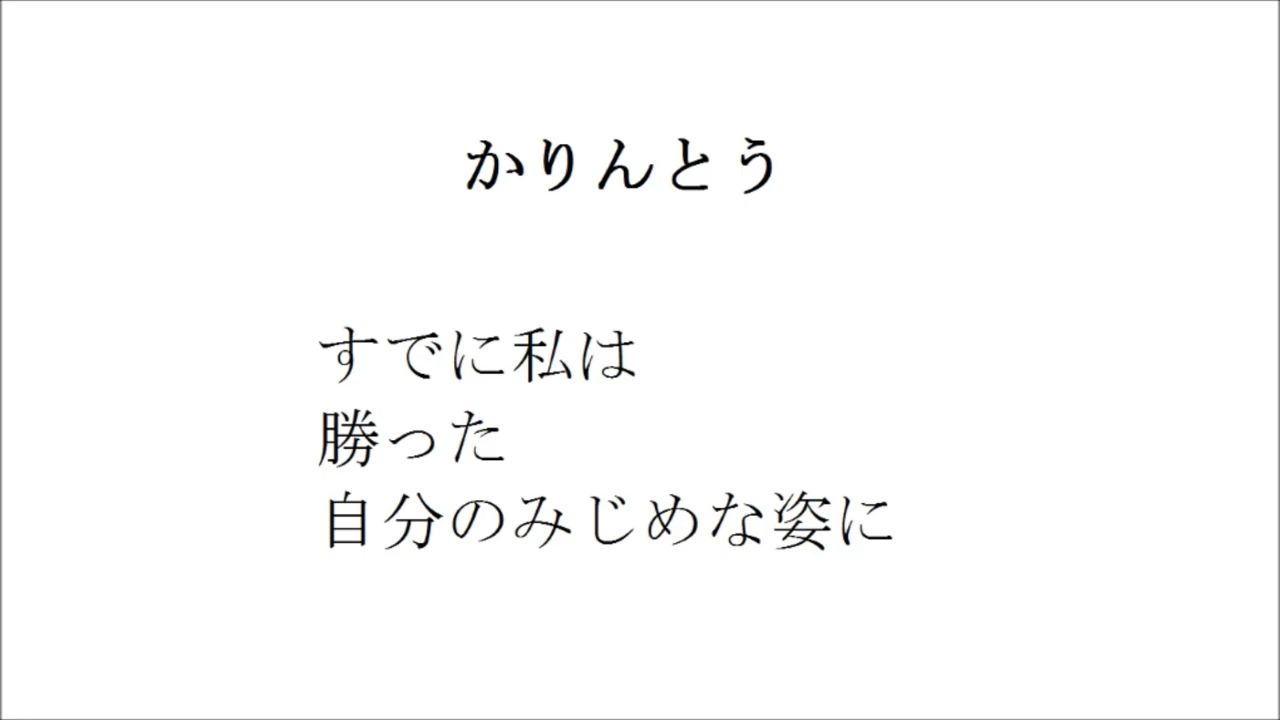 かりんとう
すでに私は
勝った
自分のみじめな姿に